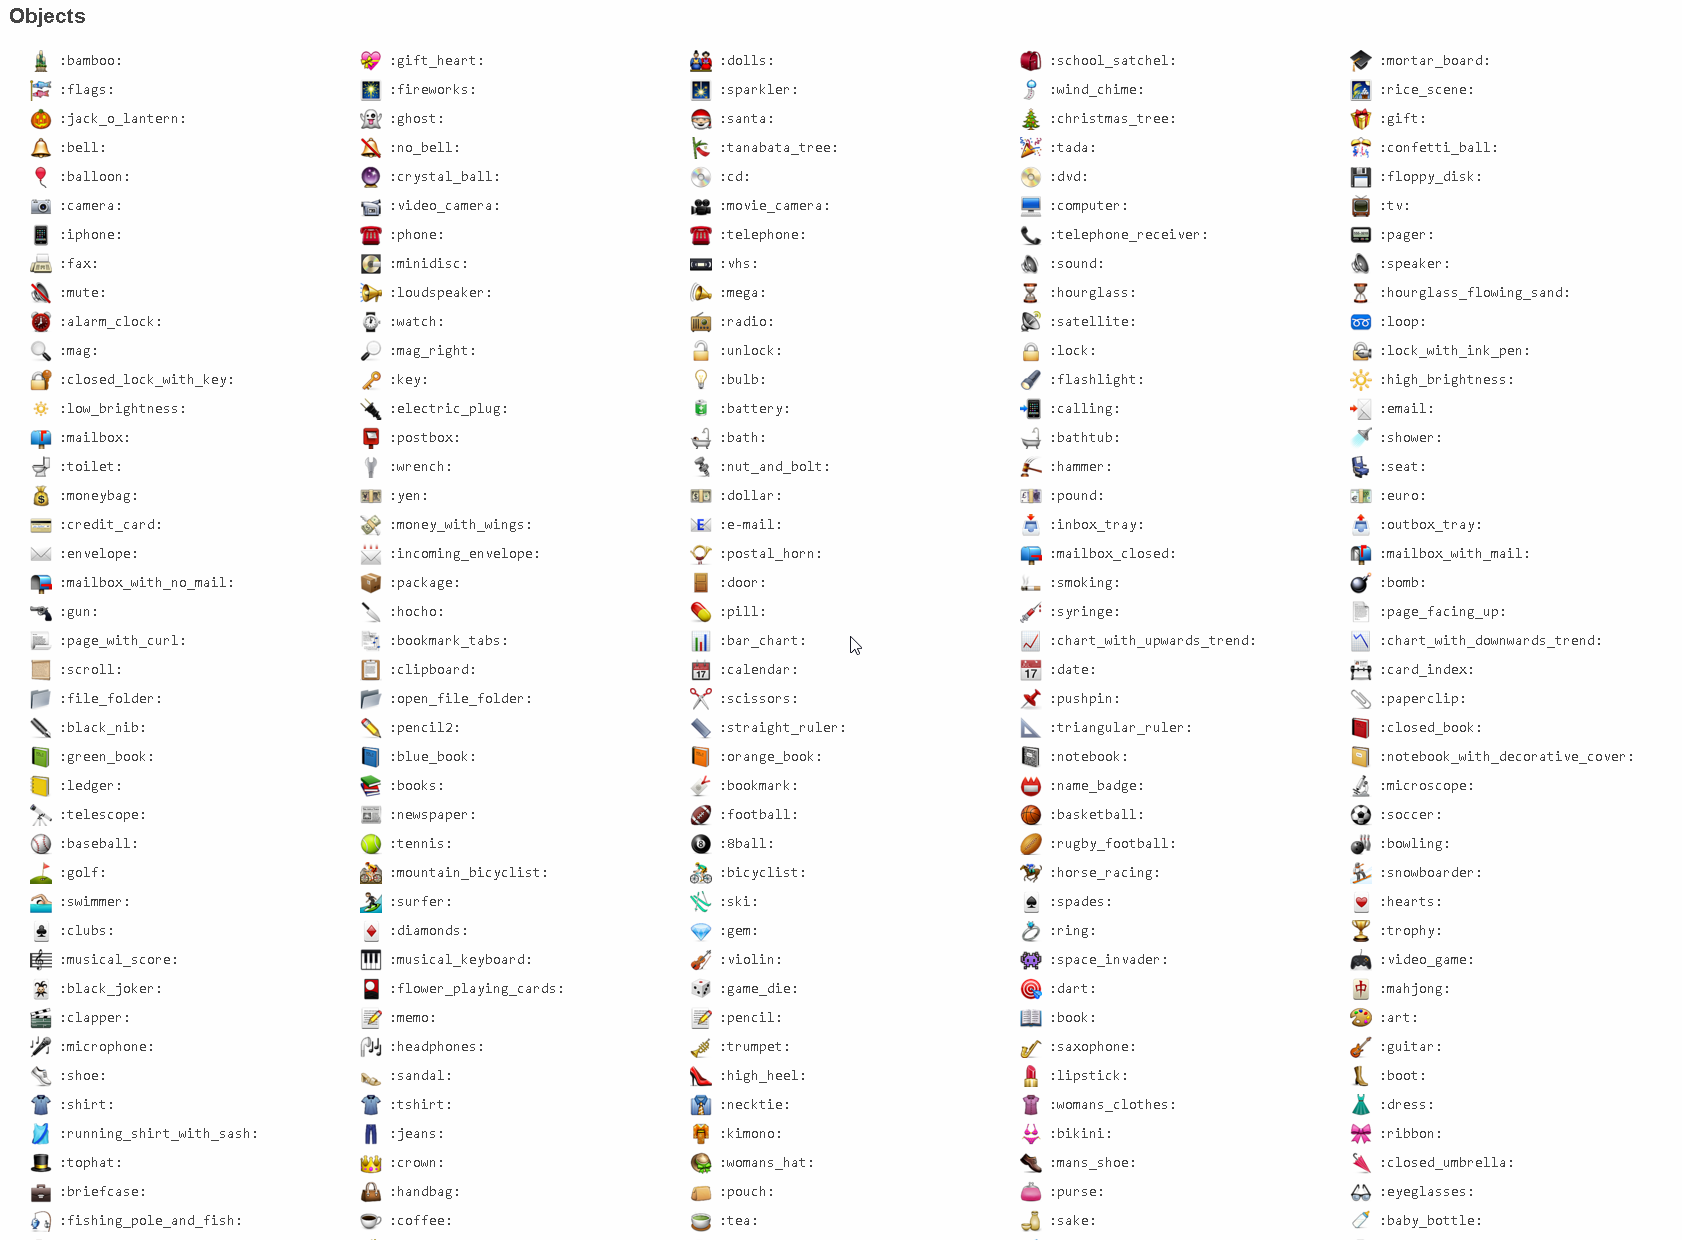 Objects
:bamboo: :gift_heart: :dolls: :school_satchel: :mortar_board:
:flags: :fireworks: :sparkler: :wind_chime: :rice_scene:
:jack_o_lantern: :ghost: :santa: :christmas_tree: :gift:
:bell: :no_bell: :tanabata_tree: :tada: :confetti_ball:
:balloon: :crystal_ball: :cd: :dvd: :floppy_disk:
:camera: :video_camera: :movie_camera: :computer: :tv:
:iphone: :phone: :telephone: :telephone_receiver: :pager:
:fax: :minidisc: :vhs: :sound: :speaker:
:mute: :loudspeaker: :mega: :hourglass: :hourglass_flowing_sand:
:alarm_clock: :watch: :radio: :satellite: :loop:
:mag: :mag_right: :unlock: :lock: :lock_with_ink_pen:
:closed_lock_with_key: :key: :bulb: :flashlight: :high_brightness:
:low_brightness: :electric_plug: :battery: :calling: :email:
:mailbox: :postbox: :bath: :bathtub: :shower:
:toilet: :wrench: :nut_and_bolt: :hammer: :seat:
:moneybag: :yen: :dollar: :pound: :euro:
:credit_card: :money_with_wings: :e-mail: :inbox_tray: :outbox_tray:
:envelope: :incoming_envelope: :postal_horn: :mailbox_closed: :mailbox_with_mail:
:mailbox_with_no_mail: :package: :door: :smoking: :bomb:
:gun: :hocho: :pill: :syringe: :page_facing_up:
:page_with_curl: :bookmark_tabs: :bar_chart: :chart_with_upwards_trend: :chart_with_downwards_trend:
:scroll: :clipboard: :calendar: :date: :card_index:
:file_folder: :open_file_folder: :scissors: :pushpin: :paperclip:
:black_nib: :pencil2: :straight_ruler: :triangular_ruler: :closed_book:
:green_book: :blue_book: :orange_book: :notebook: :notebook_with_decorative_cover:
:ledger: :books: :bookmark: :name_badge: :microscope:
:telescope: :newspaper: :football: :basketball: :soccer:
:baseball: :tennis: :8ball: :rugby_football: :bowling:
:golf: :mountain_bicyclist: :bicyclist: :horse_racing: :snowboarder:
:swimmer: :surfer: :ski: :spades: :hearts:
:clubs: :diamonds: :gem: :ring: :trophy:
:musical_score: :musical_keyboard: :violin: :space_invader: :video_game:
:black_joker: :flower_playing_cards: :game_die: :dart: :mahjong:
:clapper: :memo: :pencil: :book: :art:
:microphone: :headphones: :trumpet: :saxophone: :guitar:
:shoe: :sandal: :high_heel: :lipstick: :boot:
:shirt: :tshirt: :necktie: :womans_clothes: :dress:
:running_shirt_with_sash: :jeans: :kimono: :bikini: :ribbon:
:tophat: :crown: :womans_hat: :mans_shoe: :closed_umbrella:
:briefcase: :handbag: :pouch: :purse: :eyeglasses:
:fishing_pole_and_fish: :coffee: :tea: :sake: :baby_bottle: